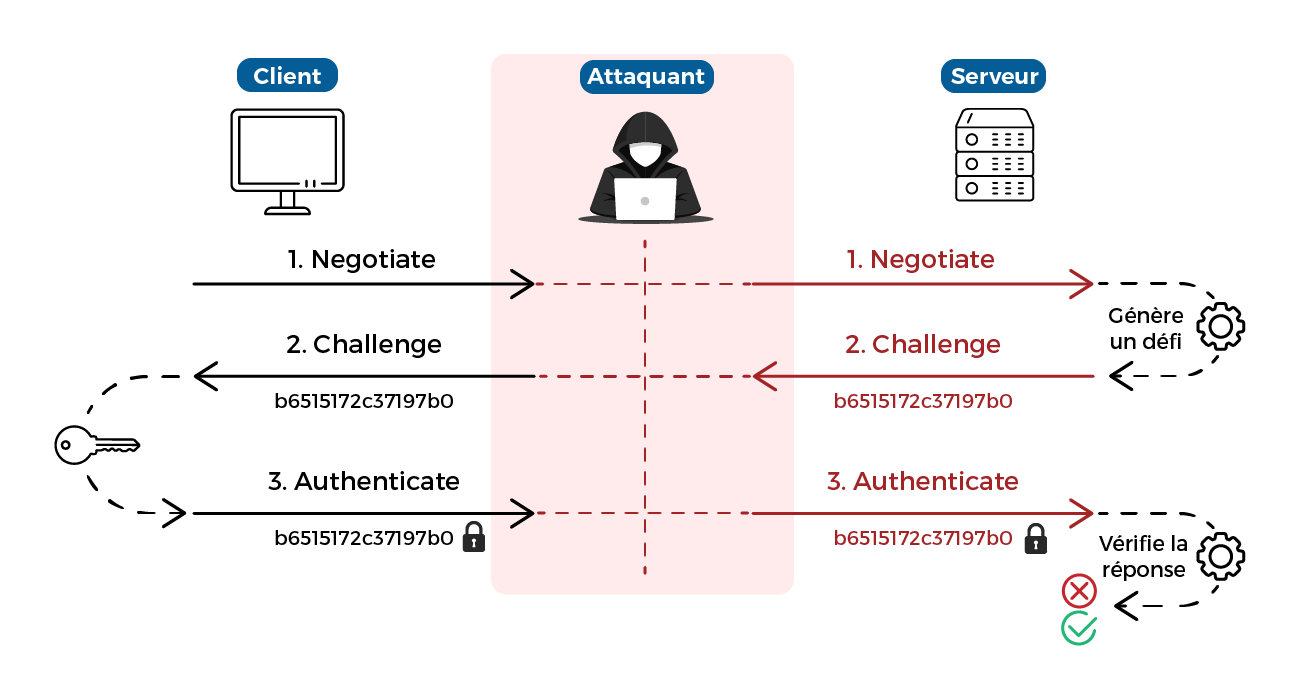 Client
Attaquant
Serveur
1. Negotiate
1. Negotiate
Génère
un défi
2. Challenge
2. Challenge
b6515172c37197b0
b6515172c37197b0
3. Authenticate
3. Authenticate
b6515172c37197b0
b6515172c37197b0
Vérifie la
réponse